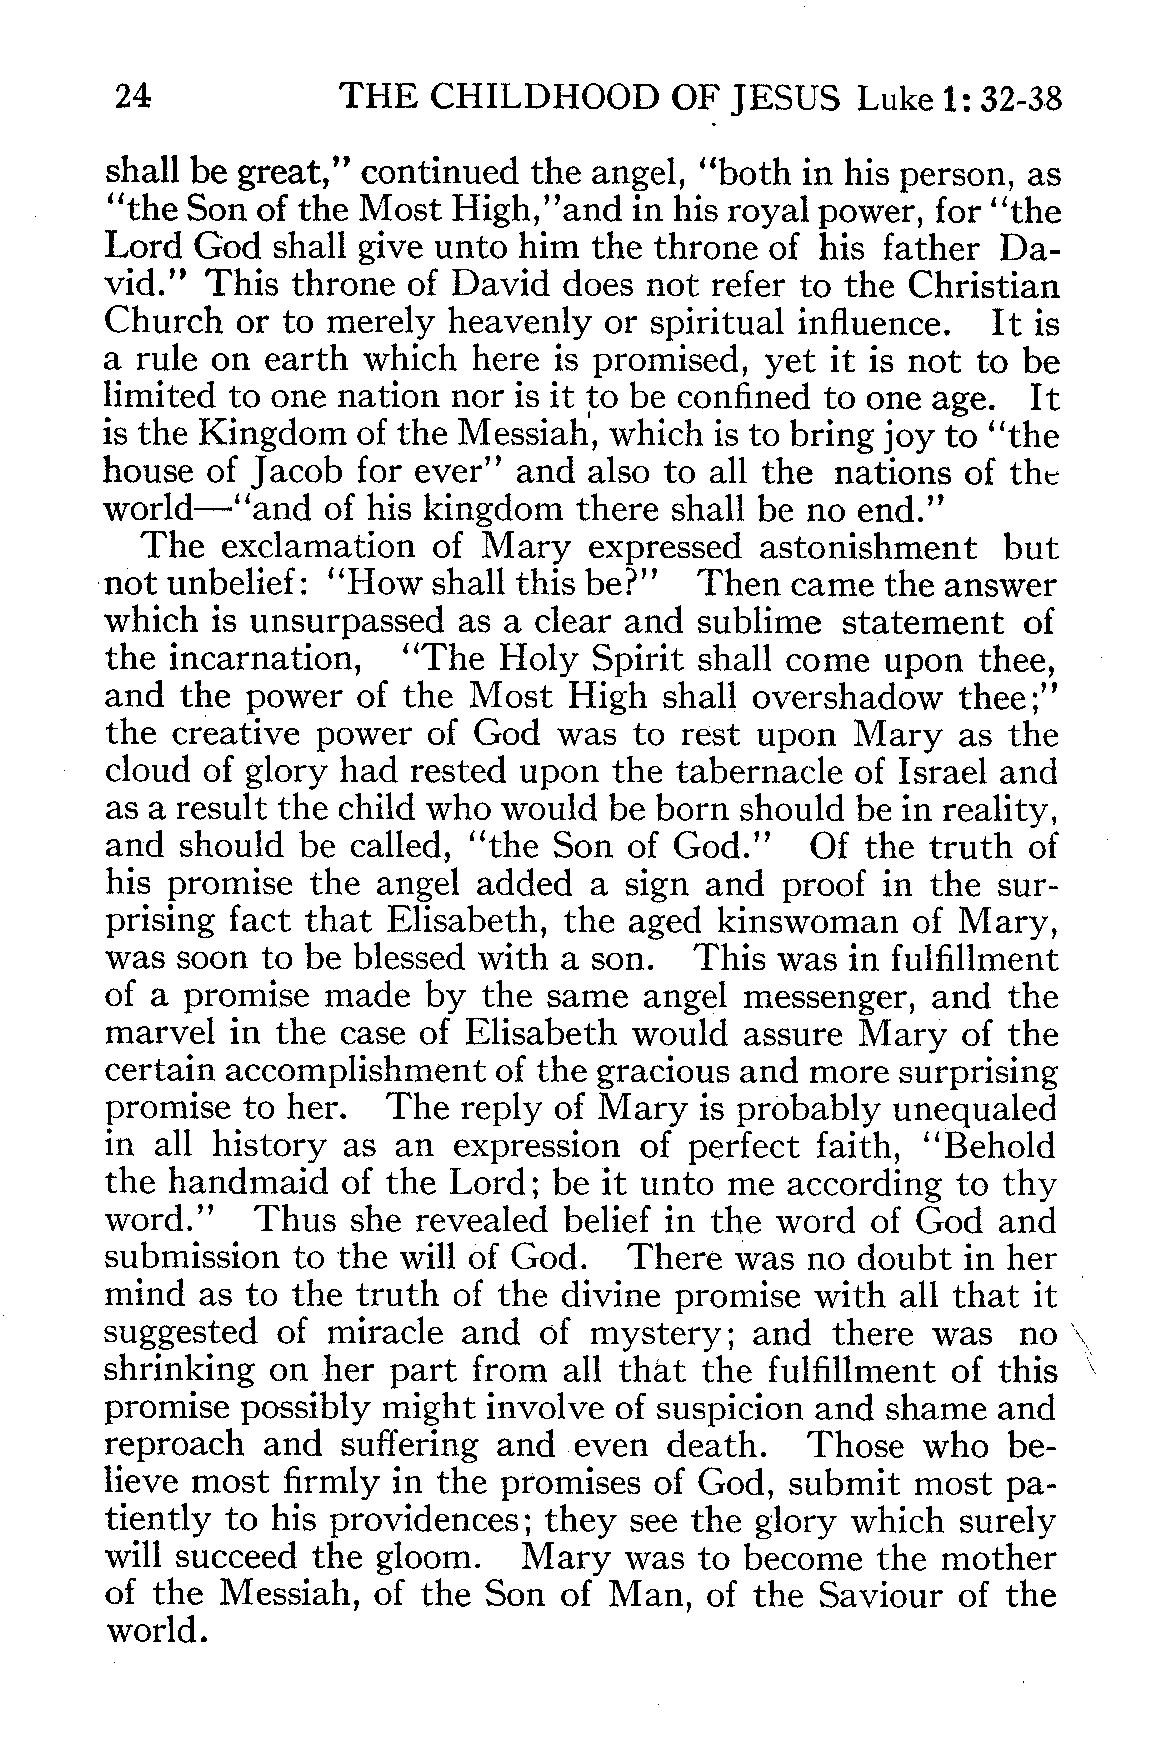 24 THE CHILDHOOD OF JESUS Luke 1: 32-38
shall be great," continued the angel, "both in his person, as
"the Son of the Most High,"and in his royal power, for "the
Lord God shall give unto him the throne of his father Da-
vid." This throne of David does not refer to the Christian
Church or to merely heavenly or spiritual influence. It is
a rule on earth which here is promised, yet it is not to be
limited to one nation nor is it to be confined to one age. It
is the Kingdom of the Messiah, which is to bring joy to "the
house of Jacob for ever" and also to all the nations of the
world—"and of his kingdom there shall be no end."
The exclamation of Mary expressed astonishment but
not unbelief: "How shall this be?" Then came the answer
which is unsurpassed as a clear and sublime statement of
the incarnation, "The Holy Spirit shall come upon thee,
and the power of the Most High shall overshadow thee;"
the creative power of God was to rest upon Mary as the
cloud of glory had rested upon the tabernacle of Israel and
as a result the child who would be born should be in reality,
and should be called, "the Son of God." Of the truth of
his promise the angel added a sign and proof in the sur-
prising fact that Elisabeth, the aged kinswoman of Mary,
was soon to be blessed with a son. This was in fulfillment
of a promise made by the same angel messenger, and the
marvel in the case of Elisabeth would assure Mary of the
certain accomplishment of the gracious and more surprising
promise to her. The reply of Mary is probably unequaled
in all history as an expression of perfect faith, "Behold
the handmaid of the Lord; be it unto me according to thy
word." Thus she revealed belief in the word of God and
submission to the will of God. There was no doubt in her
mind as to the truth of the divine promise with all that it
suggested of miracle and of mystery; and there was no
shrinking on her part from all that the fulfillment of this
promise possibly might involve of suspicion and shame and
reproach and suffering and even death. Those who be-
lieve most firmly in the promises of God, submit most pa-
tiently to his providences; they see the glory which surely
will succeed the gloom. Mary was to become the mother
of the Messiah, of the Son of Man, of the Saviour of the
world.